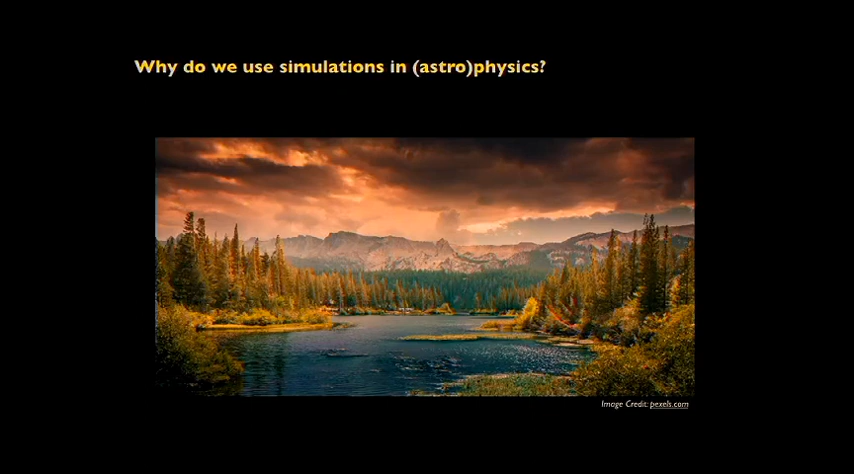 Why do we use simulations in (astro)physics?
Image Credit: pexels.com